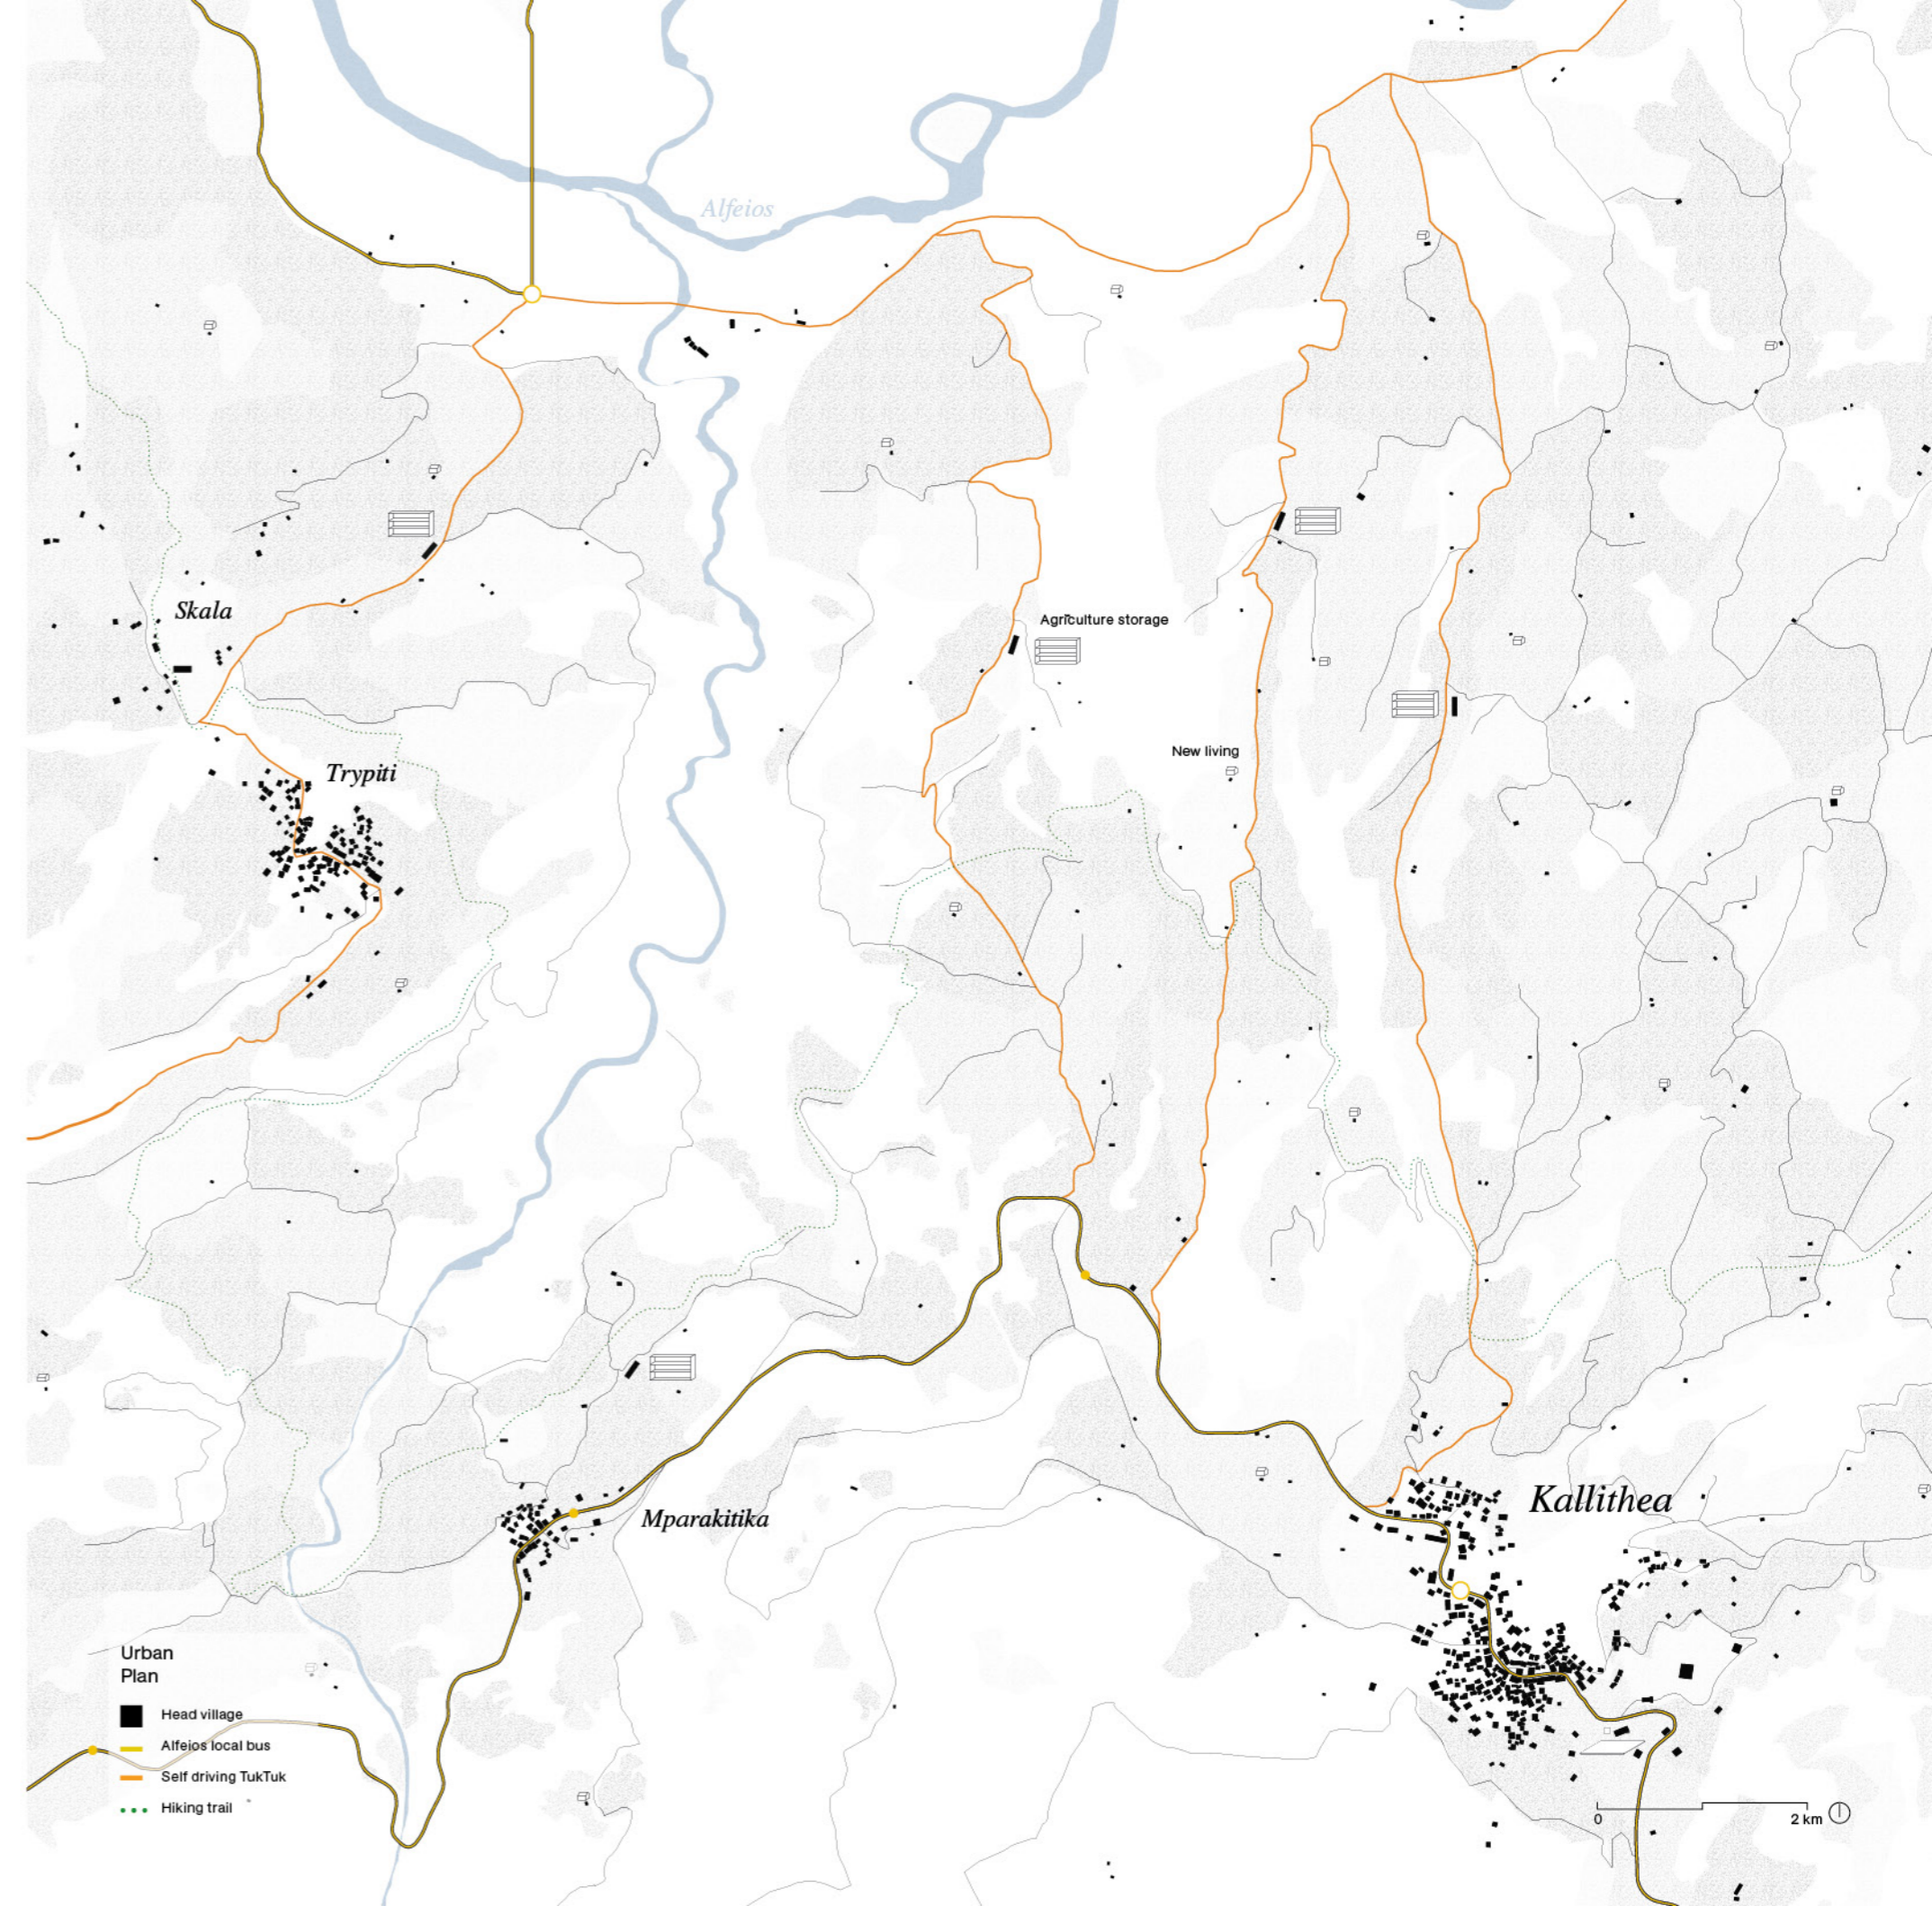 Alfeios
Skala
Agriculture storage
New living
Trypiti
Kallithea
Mparakitika
Urban
Plan
Head village
Alfeios local bus
Self driving TukTuk
Hiking trail
0
2 km